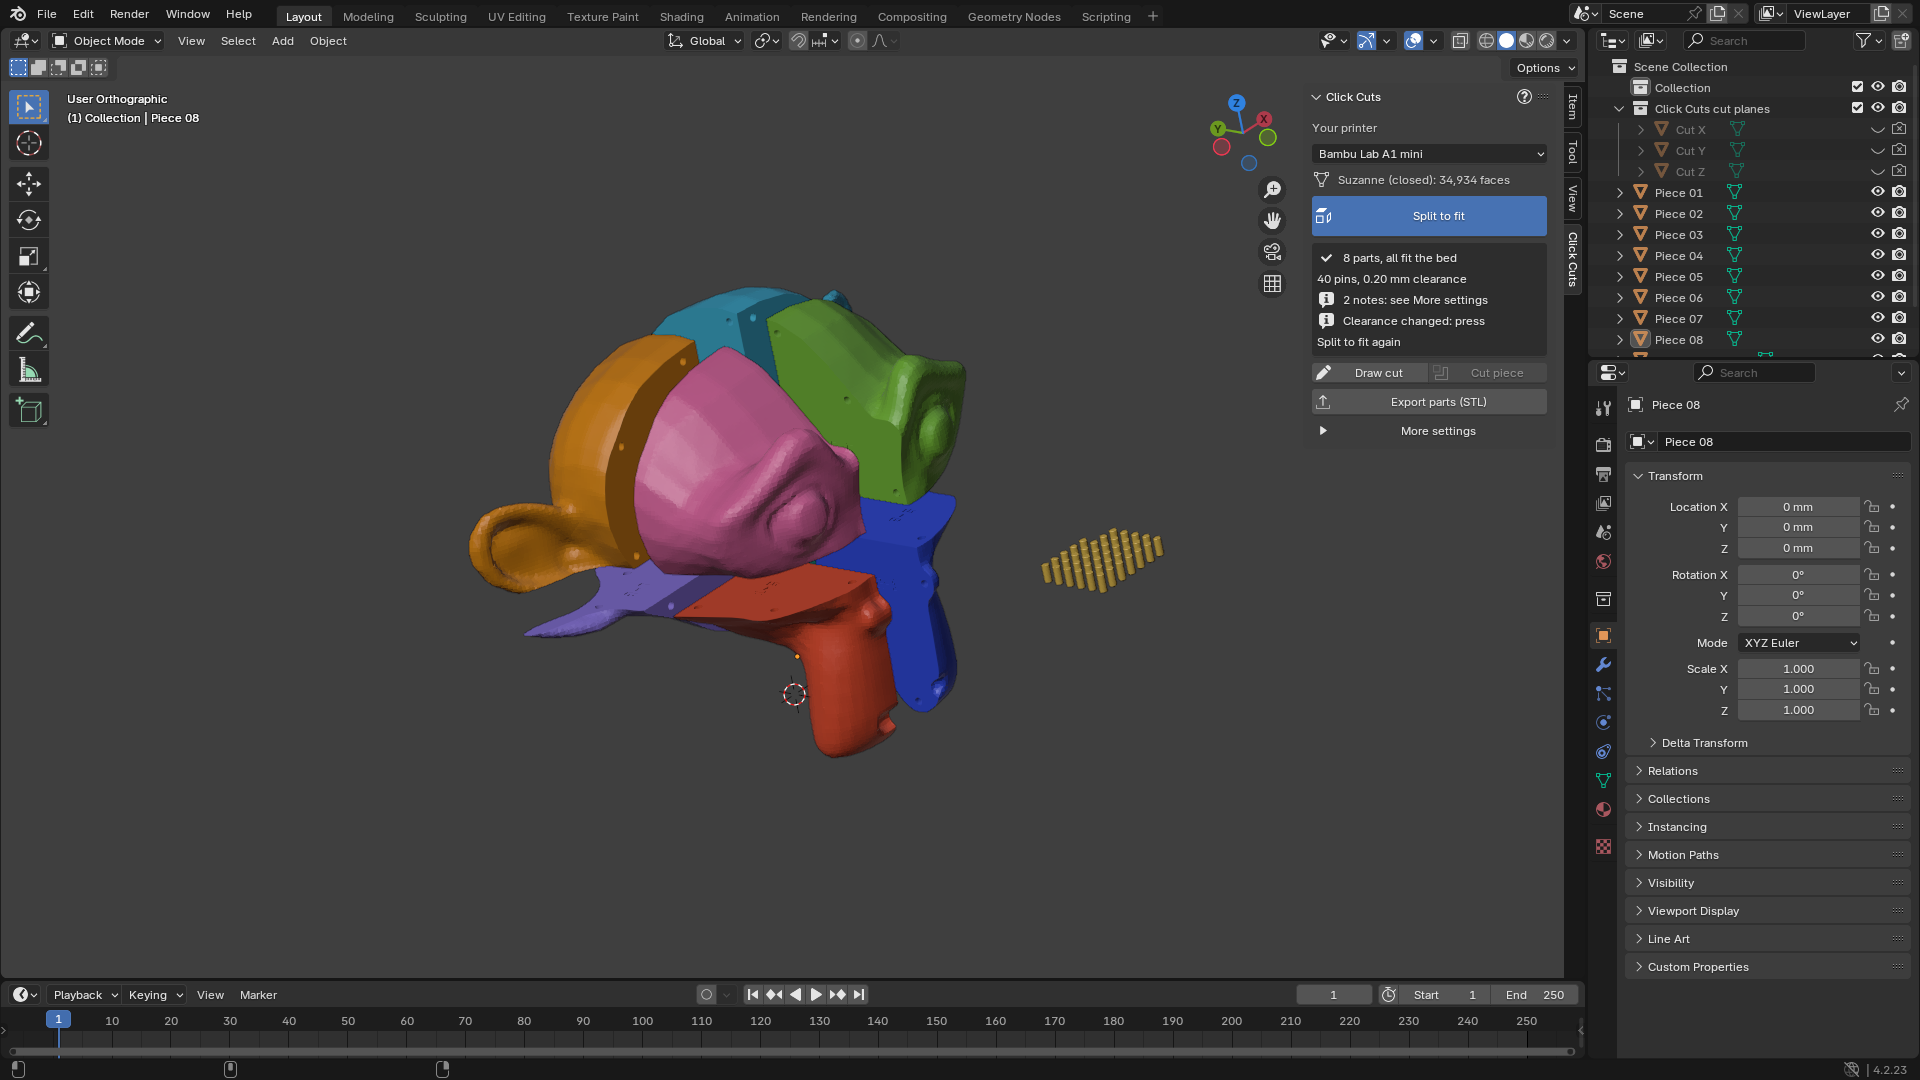 File Edit Render Window Help Layout Modeling Sculpting UV Editing Texture Paint Shading Animation Rendering Compositing Geometry Nodes Scripting Scene ViewLayer
Object Mode View Select Add Object Global Search
Options
User Orthographic
(1) Collection | Piece 08
Z
X
Y
Click Cuts
Your printer
Bambu Lab A1 mini
Suzanne (closed): 34,934 faces
Split to fit
8 parts, all fit the bed
40 pins, 0.20 mm clearance
2 notes: see More settings
Clearance changed: press
Split to fit again
Draw cut Cut piece
Export parts (STL)
More settings
Item
Tool
View
Click Cuts
Scene Collection
Collection
Click Cuts cut planes
Cut X
Cut Y
Cut Z
Piece 01
Piece 02
Piece 03
Piece 04
Piece 05
Piece 06
Piece 07
Piece 08
Search
Piece 08
Piece 08
Transform
Location X 0 mm
Y 0 mm
Z 0 mm
Rotation X 0°
Y 0°
Z 0°
Mode XYZ Euler
Scale X 1.000
Y 1.000
Z 1.000
Delta Transform
Relations
Collections
Instancing
Motion Paths
Visibility
Viewport Display
Line Art
Custom Properties
Playback Keying View Marker 1 Start 1 End 250
1 10 20 30 40 50 60 70 80 90 100 110 120 130 140 150 160 170 180 190 200 210 220 230 240 250
4.2.23